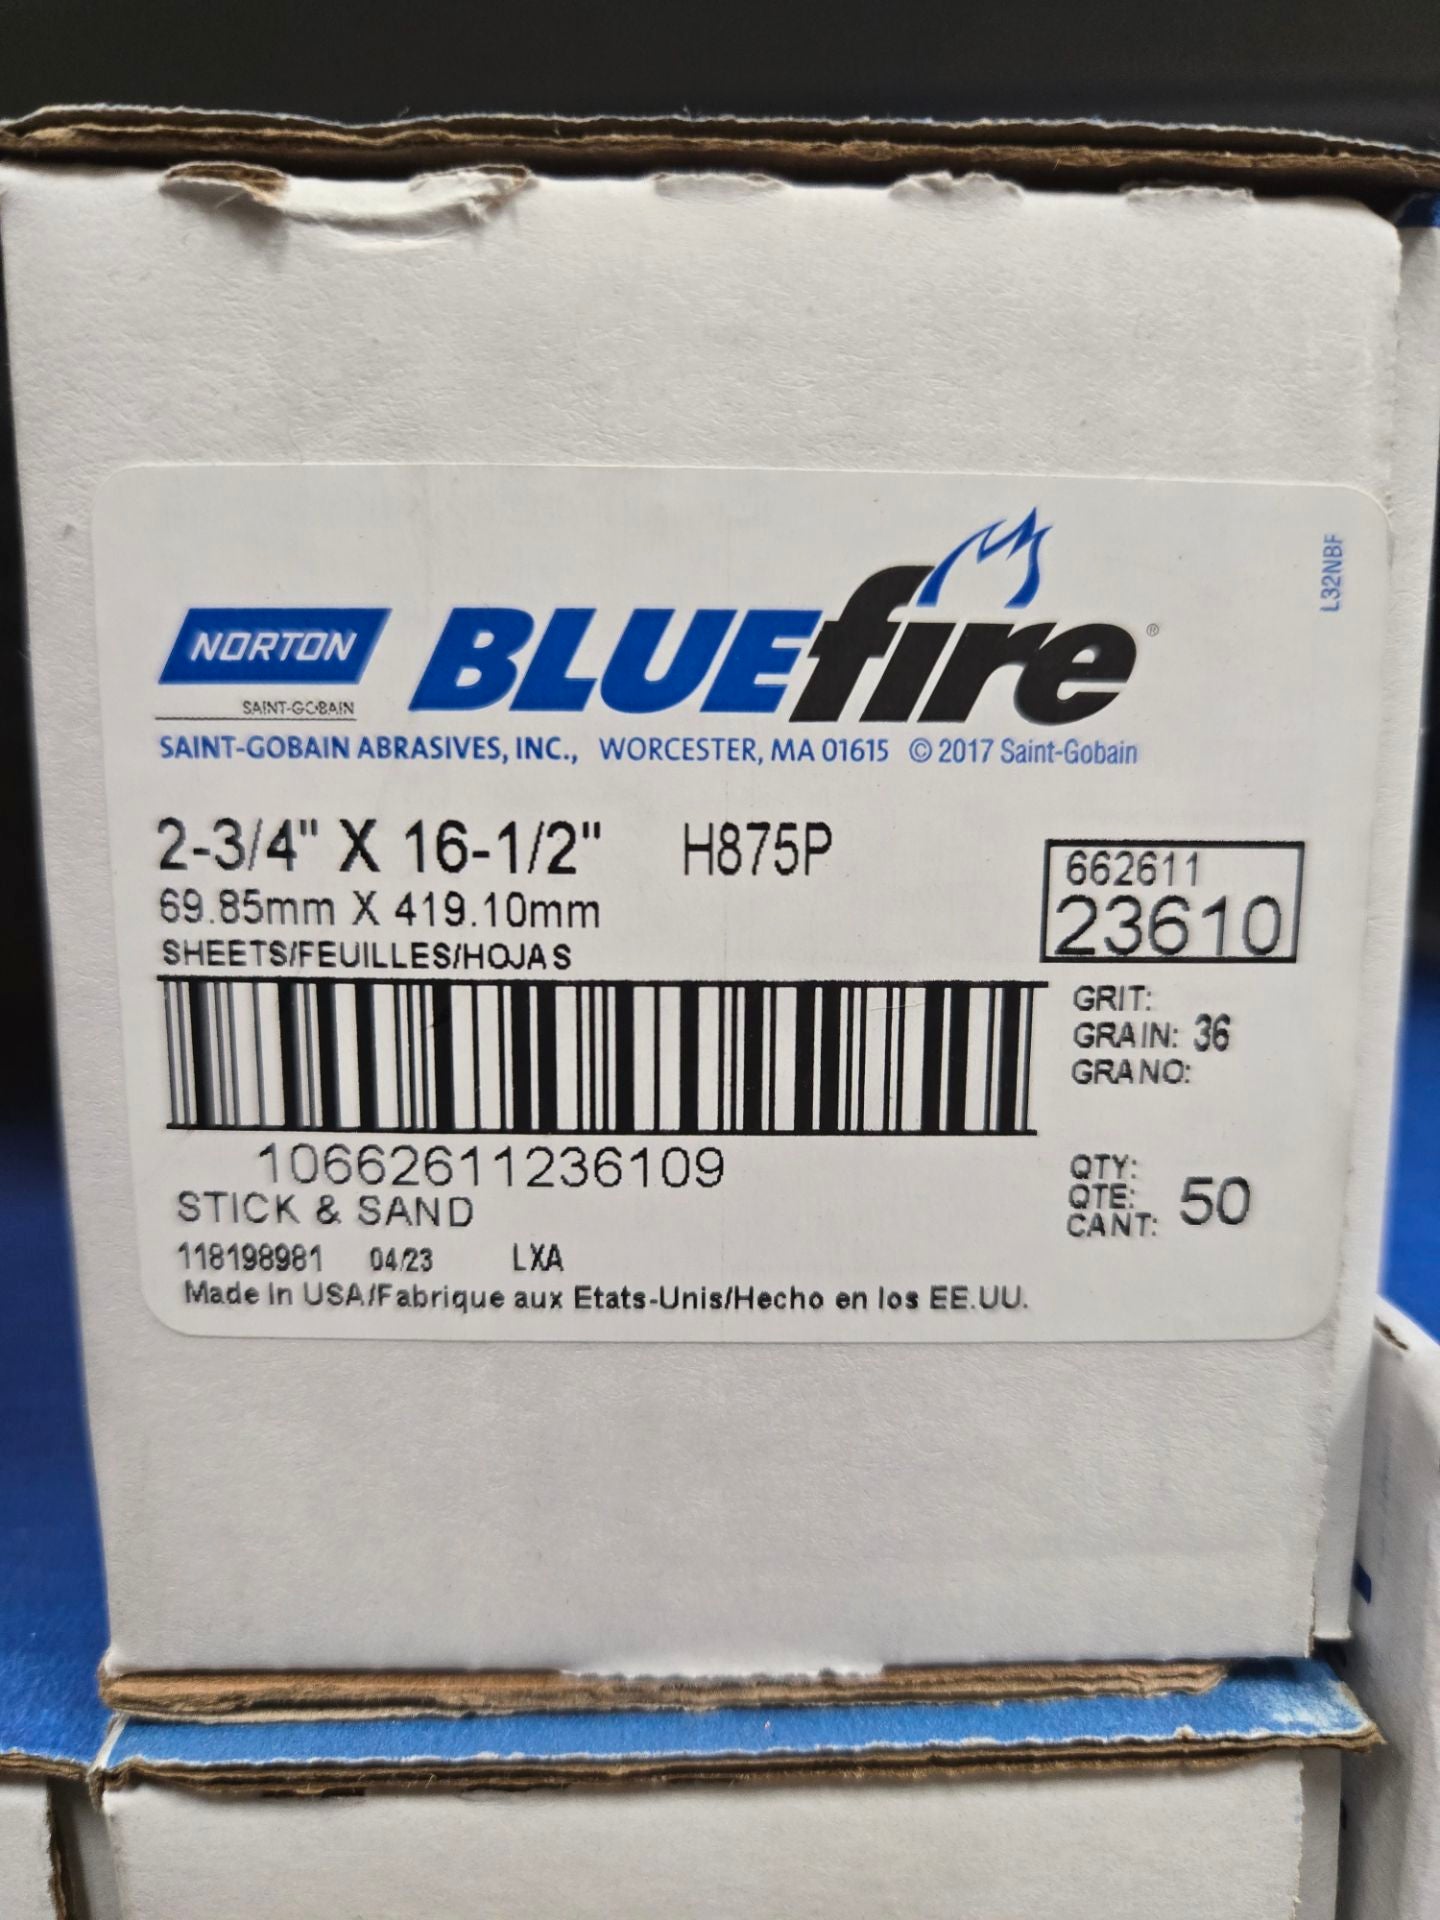 L32NBF
NORTON
SAINT-GOBAIN
BLUEfire®
SAINT-GOBAIN ABRASIVES, INC., WORCESTER, MA 01615 © 2017 Saint-Gobain
2-3/4" X 16-1/2" H875P
69.85mm X 419.10mm
SHEETS/FEUILLES/HOJAS
662611
23610
GRIT:
GRAIN: 36
GRANO:
10662611236109
STICK & SAND
QTY:
QTE: 50
CANT:
118198981 04/23 LXA
Made In USA/Fabrique aux Etats-Unis/Hecho en los EE.UU.